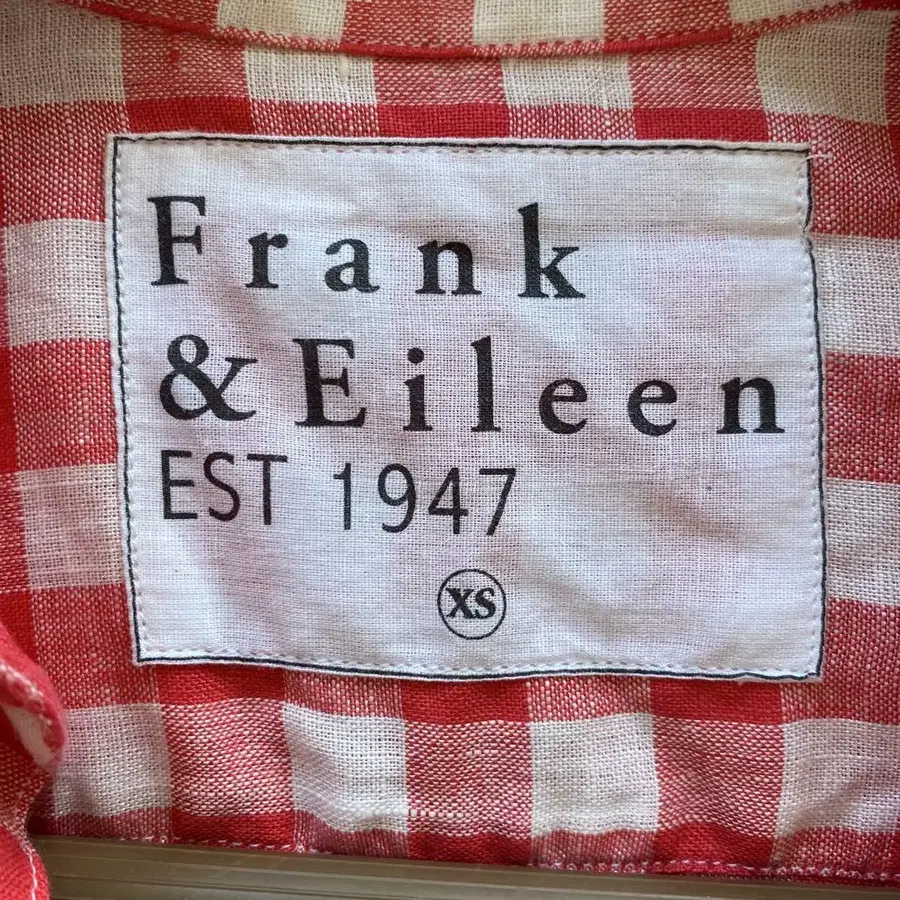 Frank
& Eileen
EST 1947
XS